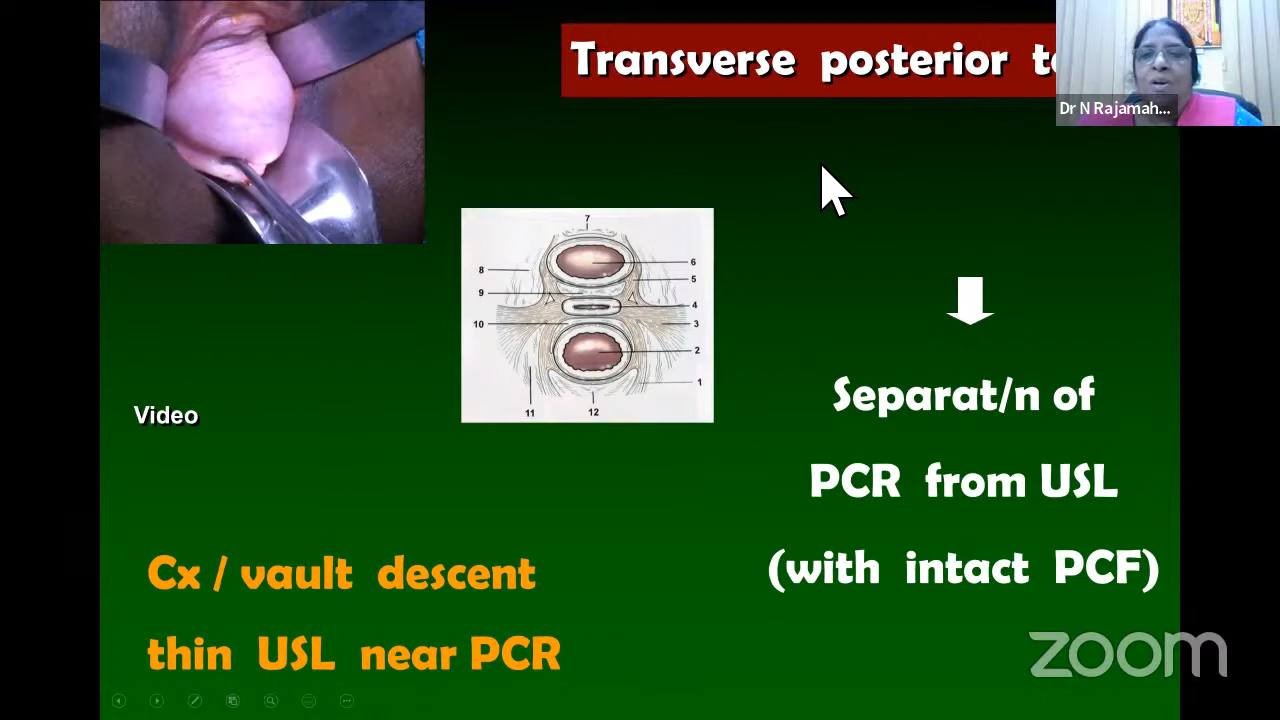 Transverse posterior
Dr N Rajamah...
7
8
6
5
9
4
10
3
2
1
11
12
Separat/n of
PCR from USL
(with intact PCF)
Video
Cx / vault descent
thin USL near PCR
zoom